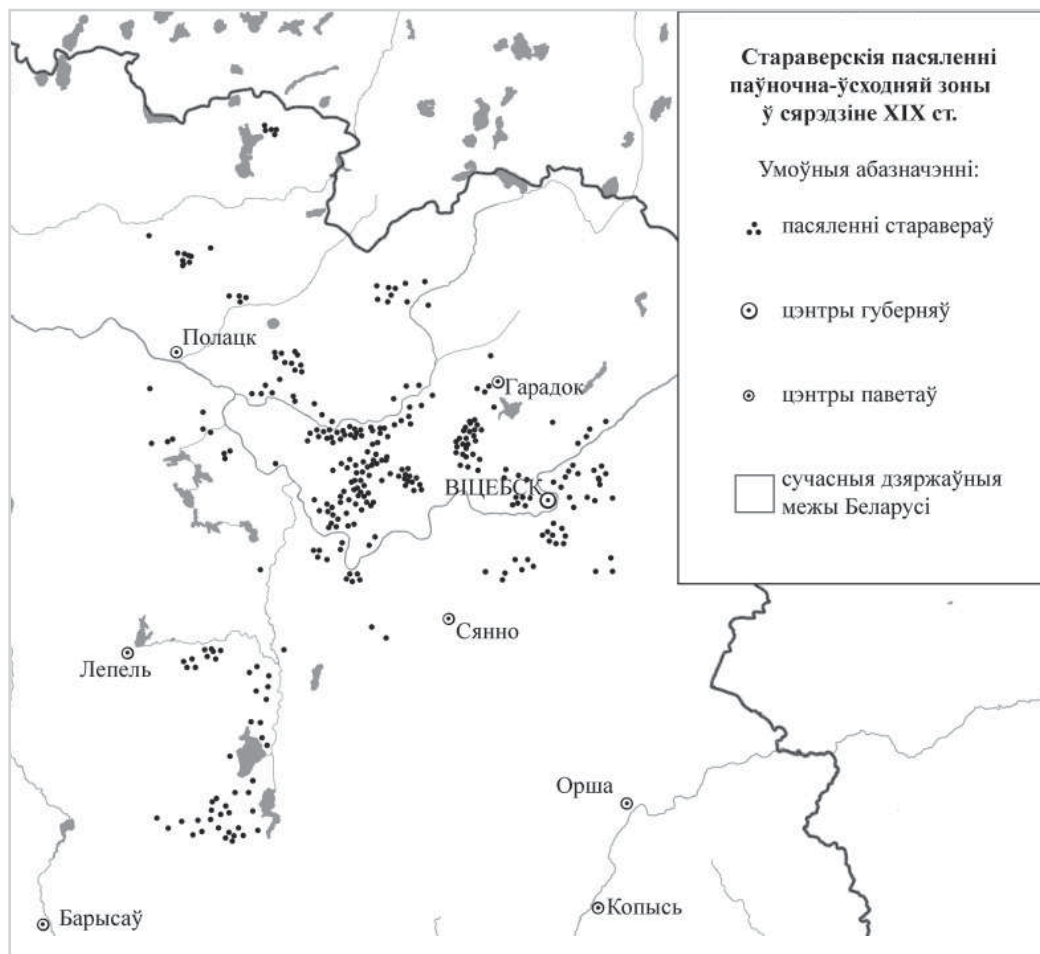 Стараверскія пасяленні
паўночна-ўсходняй зоны
ў сярэдзіне XIX ст.
Умоўныя абазначэнні:
пасяленні старавераў
цэнтры губерняў
цэнтры паветаў
сучасныя дзяржаўныя
межы Беларусі
Полацк
Гарадок
ВІЦЕБСК
Сянно
Лепель
Орша
Барысаў
Копысь